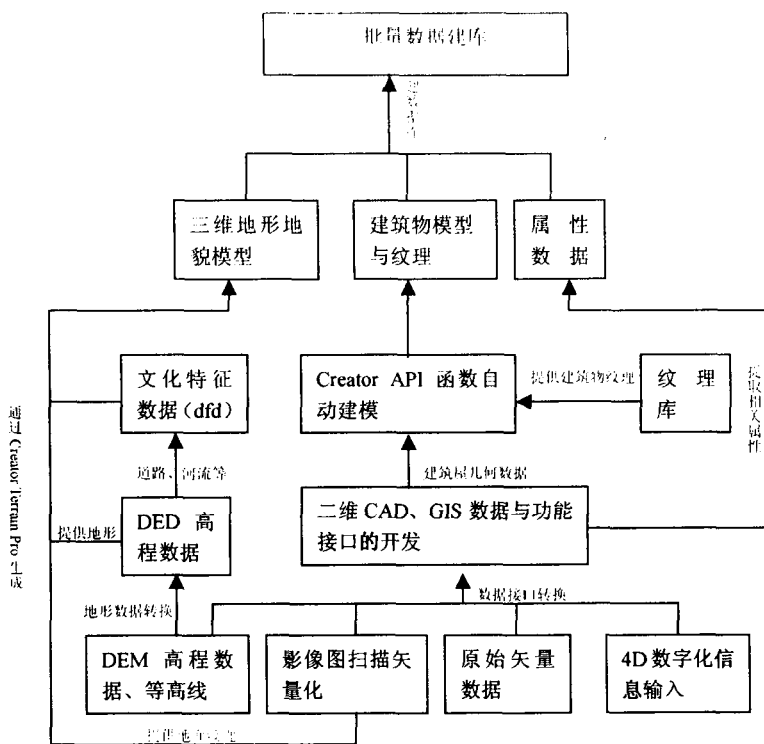 批量数据建库
三维地形地
貌模型
建筑物模型
与纹理
属 性
数 据
文化特征
数据（dfd）
Creator API 函数自
动建模
提供建筑物纹理
纹 理
库
提取相关属性
通过 Creator Terrain Pro 生成
道路、河流等
建筑屋几何数据
提供地形
DED 高
程数据
二维 CAD、GIS 数据与功能
接口的开发
地形数据转换
数据接口转换
DEM 高程数
据、等高线
影像图扫描矢
量化
原始矢量
数据
4D 数字化信
息输入
提供地